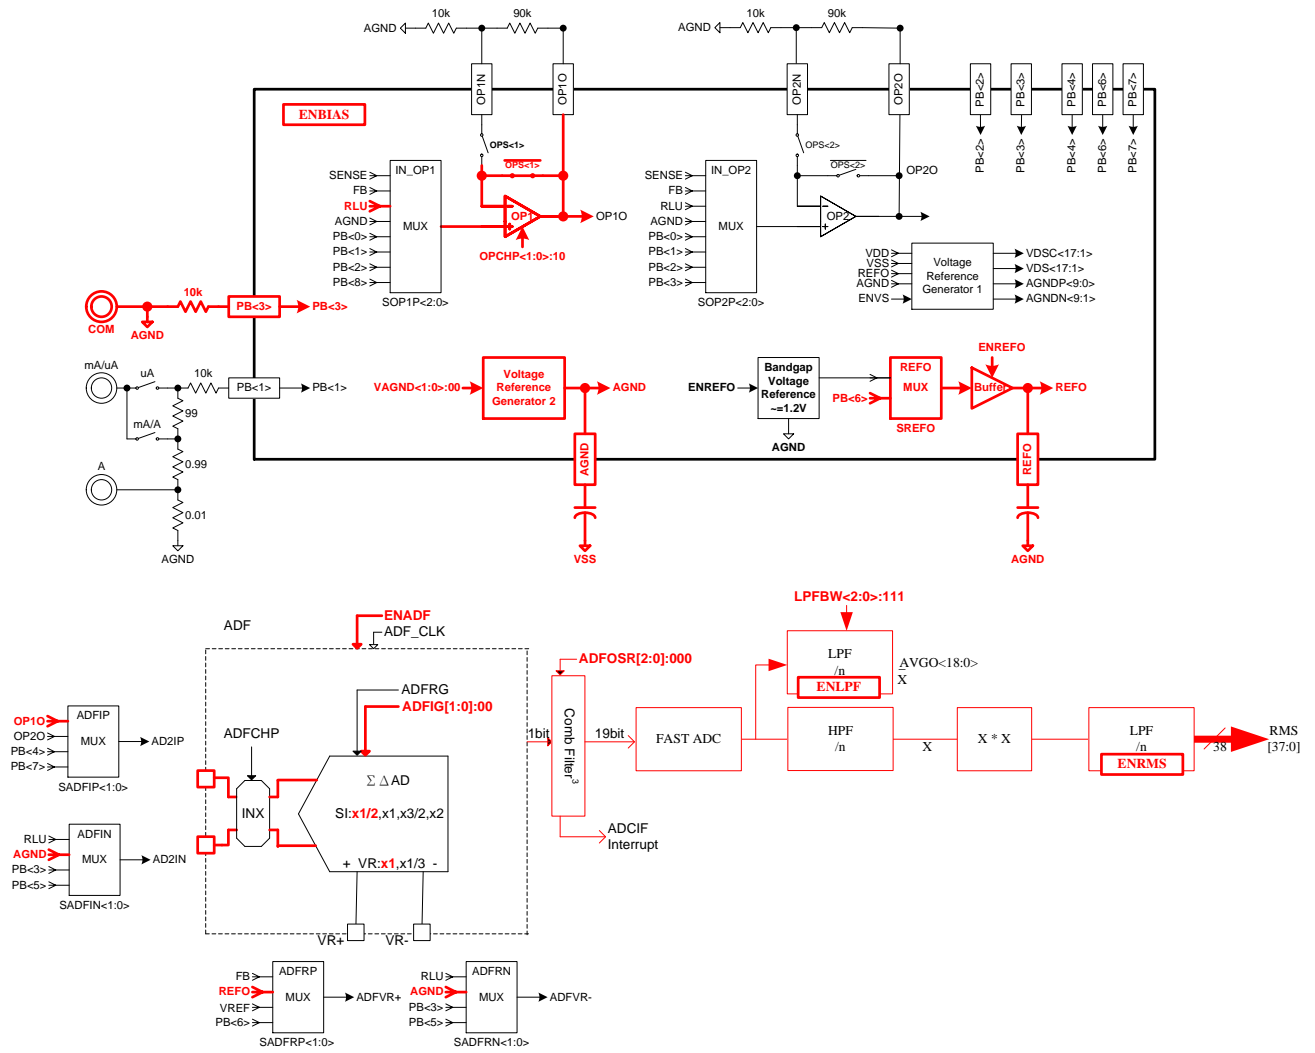 10k
90k
AGND
10k
90k
AGND
OP1N
OP1O
OP2N
OP2O
PB<2>
PB<3>
PB<4>
PB<6>
PB<7>
ENBIAS
OPS<1>
OPS<1>
OPS<2>
OPS<2>
PB<2>
PB<3>
PB<4>
PB<6>
PB<7>
SENSE
FB
RLU
AGND
PB<0>
PB<1>
PB<2>
PB<8>
IN_OP1
MUX
SOP1P<2:0>
OP1
OP1O
OPCHP<1:0>:10
SENSE
FB
RLU
AGND
PB<0>
PB<1>
PB<2>
PB<3>
IN_OP2
MUX
SOP2P<2:0>
OP2
OP2O
VDD
VSS
REFO
AGND
ENVS
Voltage
Reference
Generator 1
VDSC<17:1>
VDS<17:1>
AGNDP<9:0>
AGNDN<9:1>
COM
AGND
10k
PB<3>
PB<3>
mA/uA
uA
10k
PB<1>
PB<1>
99
mA/A
0.99
A
0.01
AGND
VAGND<1:0>:00
Voltage
Reference
Generator 2
AGND
AGND
VSS
ENREFO
Bandgap
Voltage
Reference
~=1.2V
AGND
PB<6>
REFO
MUX
SREFO
ENREFO
Buffer
REFO
REFO
AGND
ADF
ENADF
ADF_CLK
ADFRG
ADFIG[1:0]:00
ADFCHP
INX
Σ Δ AD
SI:x1/2,x1,x3/2,x2
+ VR:x1,x1/3 -
VR+
VR-
OP1O
OP2O
PB<4>
PB<7>
ADFIP
MUX
SADFIP<1:0>
AD2IP
RLU
AGND
PB<3>
PB<5>
ADFIN
MUX
SADFIN<1:0>
AD2IN
FB
REFO
VREF
PB<6>
ADFRP
MUX
SADFRP<1:0>
ADFVR+
RLU
AGND
PB<3>
PB<5>
ADFRN
MUX
SADFRN<1:0>
ADFVR-
1bit
ADFOSR[2:0]:000
Comb Filter3
19bit
ADCIF
Interrupt
FAST ADC
LPFBW<2:0>:111
LPF
/n
ENLPF
AVGO<18:0>
X
HPF
/n
X
X * X
LPF
/n
ENRMS
38
RMS
[37:0]